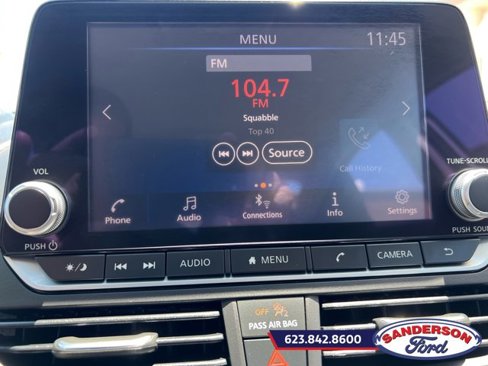 MENU
11:45
FM
104.7
FM
Squabble
Top 40
Source
Call History
Phone
Audio
Connections
Info
Settings
VOL
PUSH
TUNE-SCROLL
PUSH SOUND
AUDIO
MENU
CAMERA
OFF
PASS AIR BAG
623.842.8600
SANDERSON
Ford